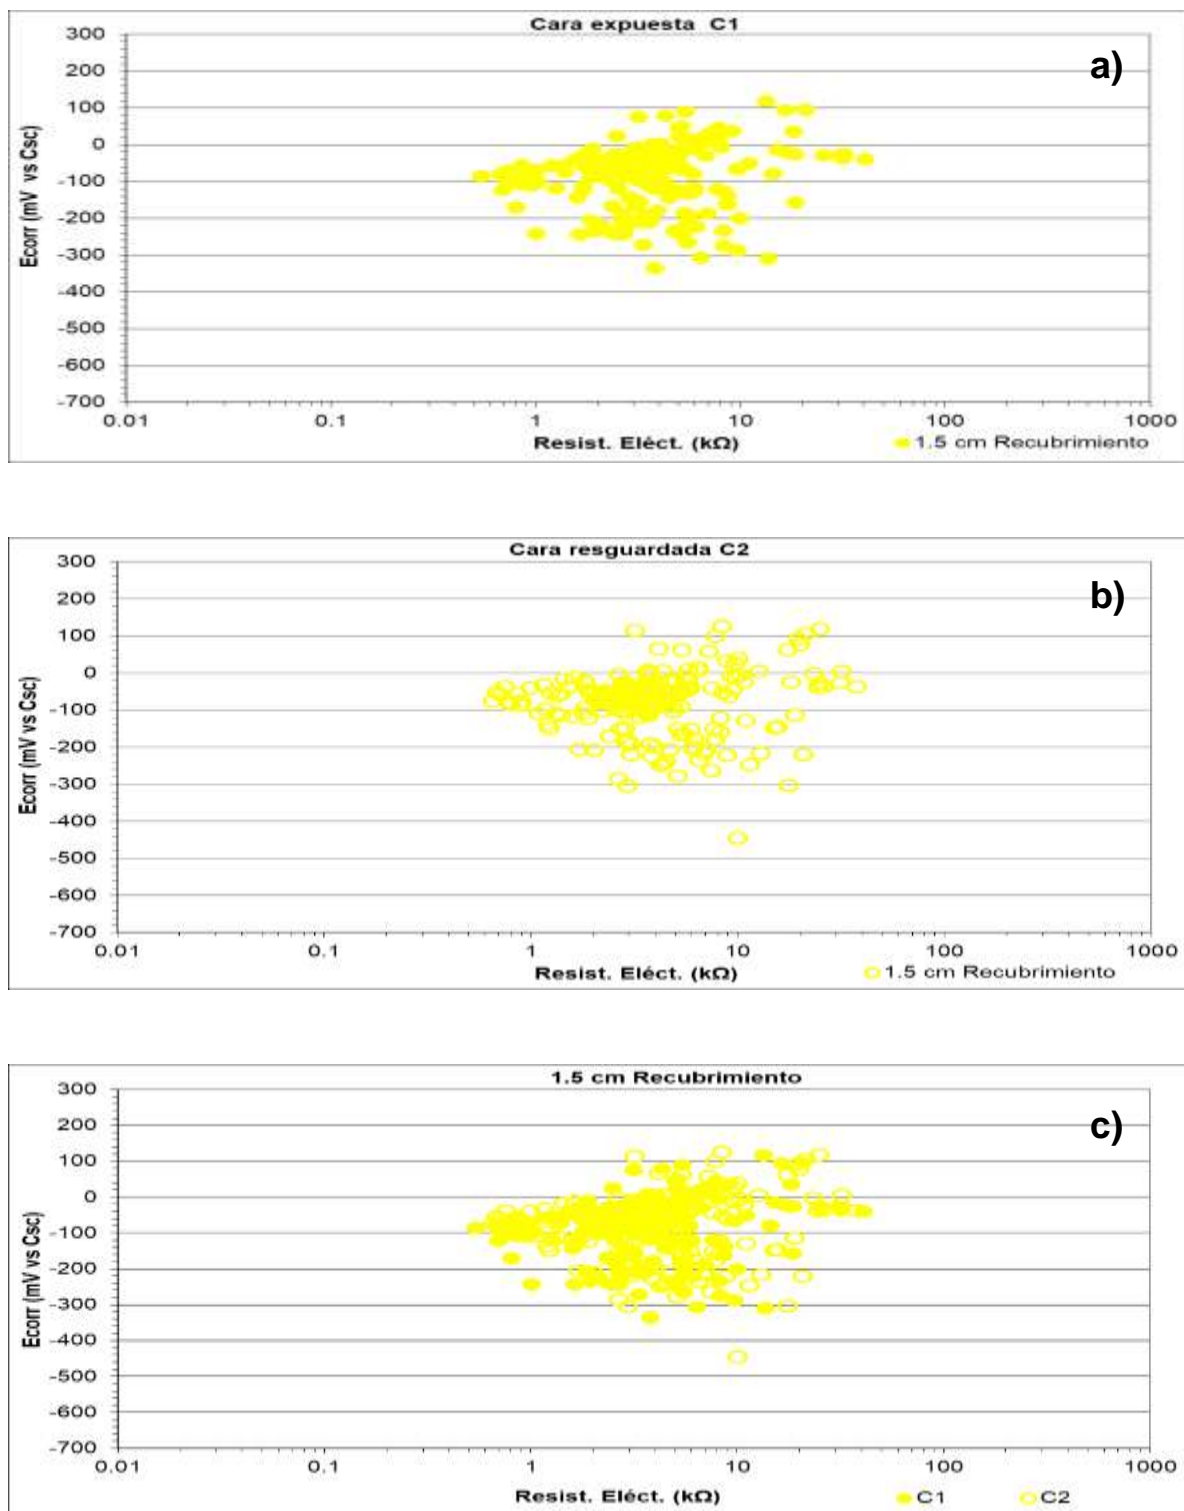 Cara expuesta C1
a)
300
200
100
0
-100
-200
-300
-400
-500
-600
-700
Ecorr (mV vs Csc)
0.01 0.1 1 10 100 1000
Resist. Eléct. (kΩ)
1.5 cm Recubrimiento
Cara resguardada C2
b)
300
200
100
0
-100
-200
-300
-400
-500
-600
-700
Ecorr (mV vs Csc)
0.01 0.1 1 10 100 1000
Resist. Eléct. (kΩ)
1.5 cm Recubrimiento
1.5 cm Recubrimiento
c)
300
200
100
0
-100
-200
-300
-400
-500
-600
-700
Ecorr (mV vs Csc)
0.01 0.1 1 10 100 1000
Resist. Eléct. (kΩ)
C1 C2